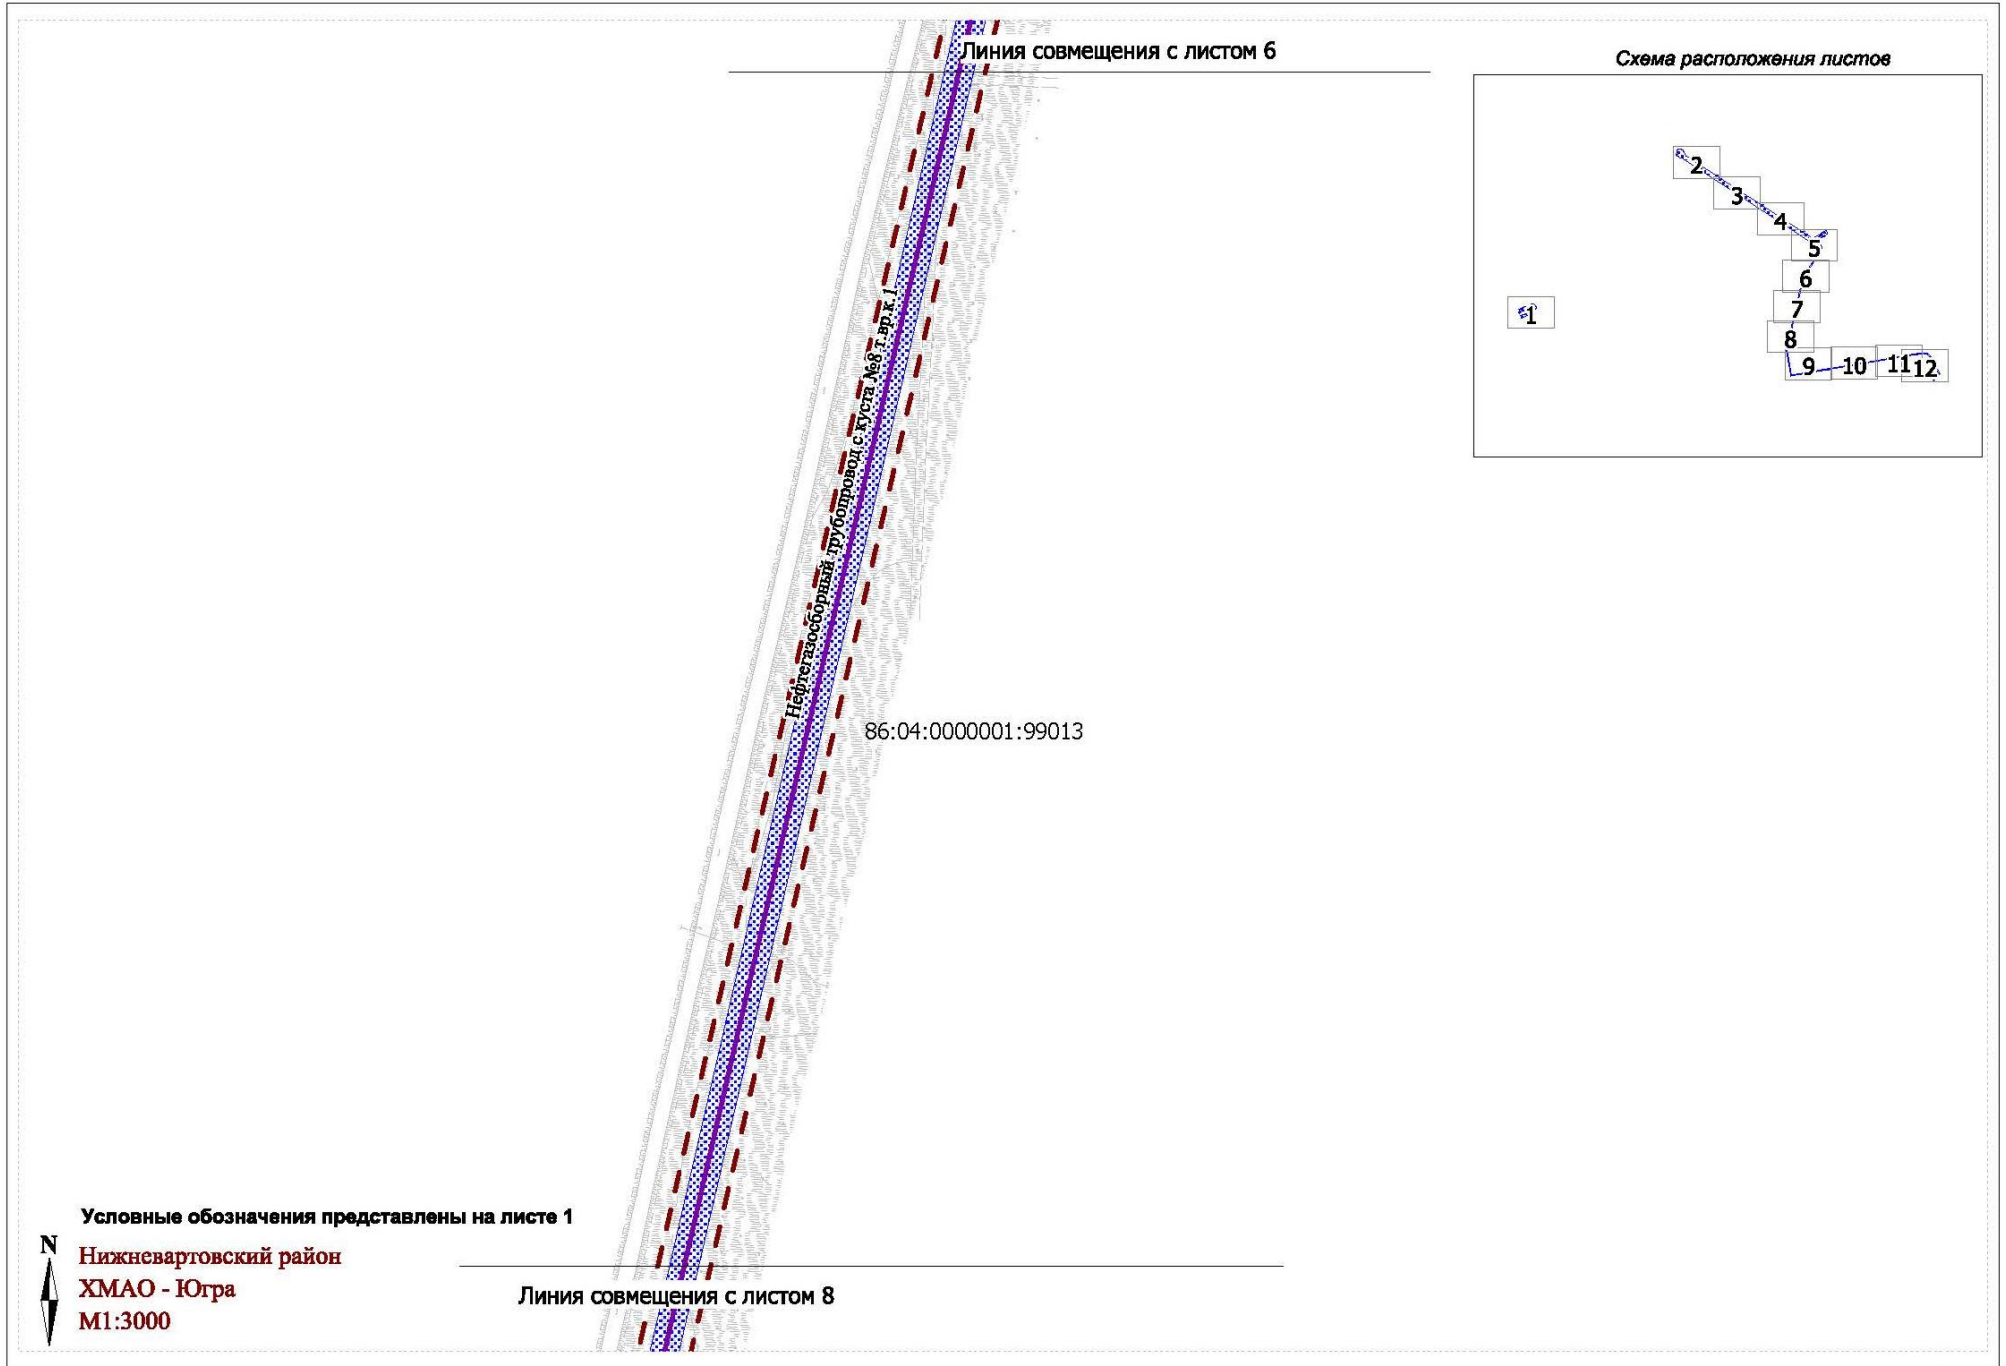 Линия совмещения с листом 6
Схема расположения листов
2
3
4
5
6
7
8
9
10
11
12
1
Нефтегазосборный трубопровод с куста №8 т.вр.к.1
86:04:0000001:99013
Условные обозначения представлены на листе 1
N
Нижневартовский район
ХМАО - Югра
М1:3000
Линия совмещения с листом 8